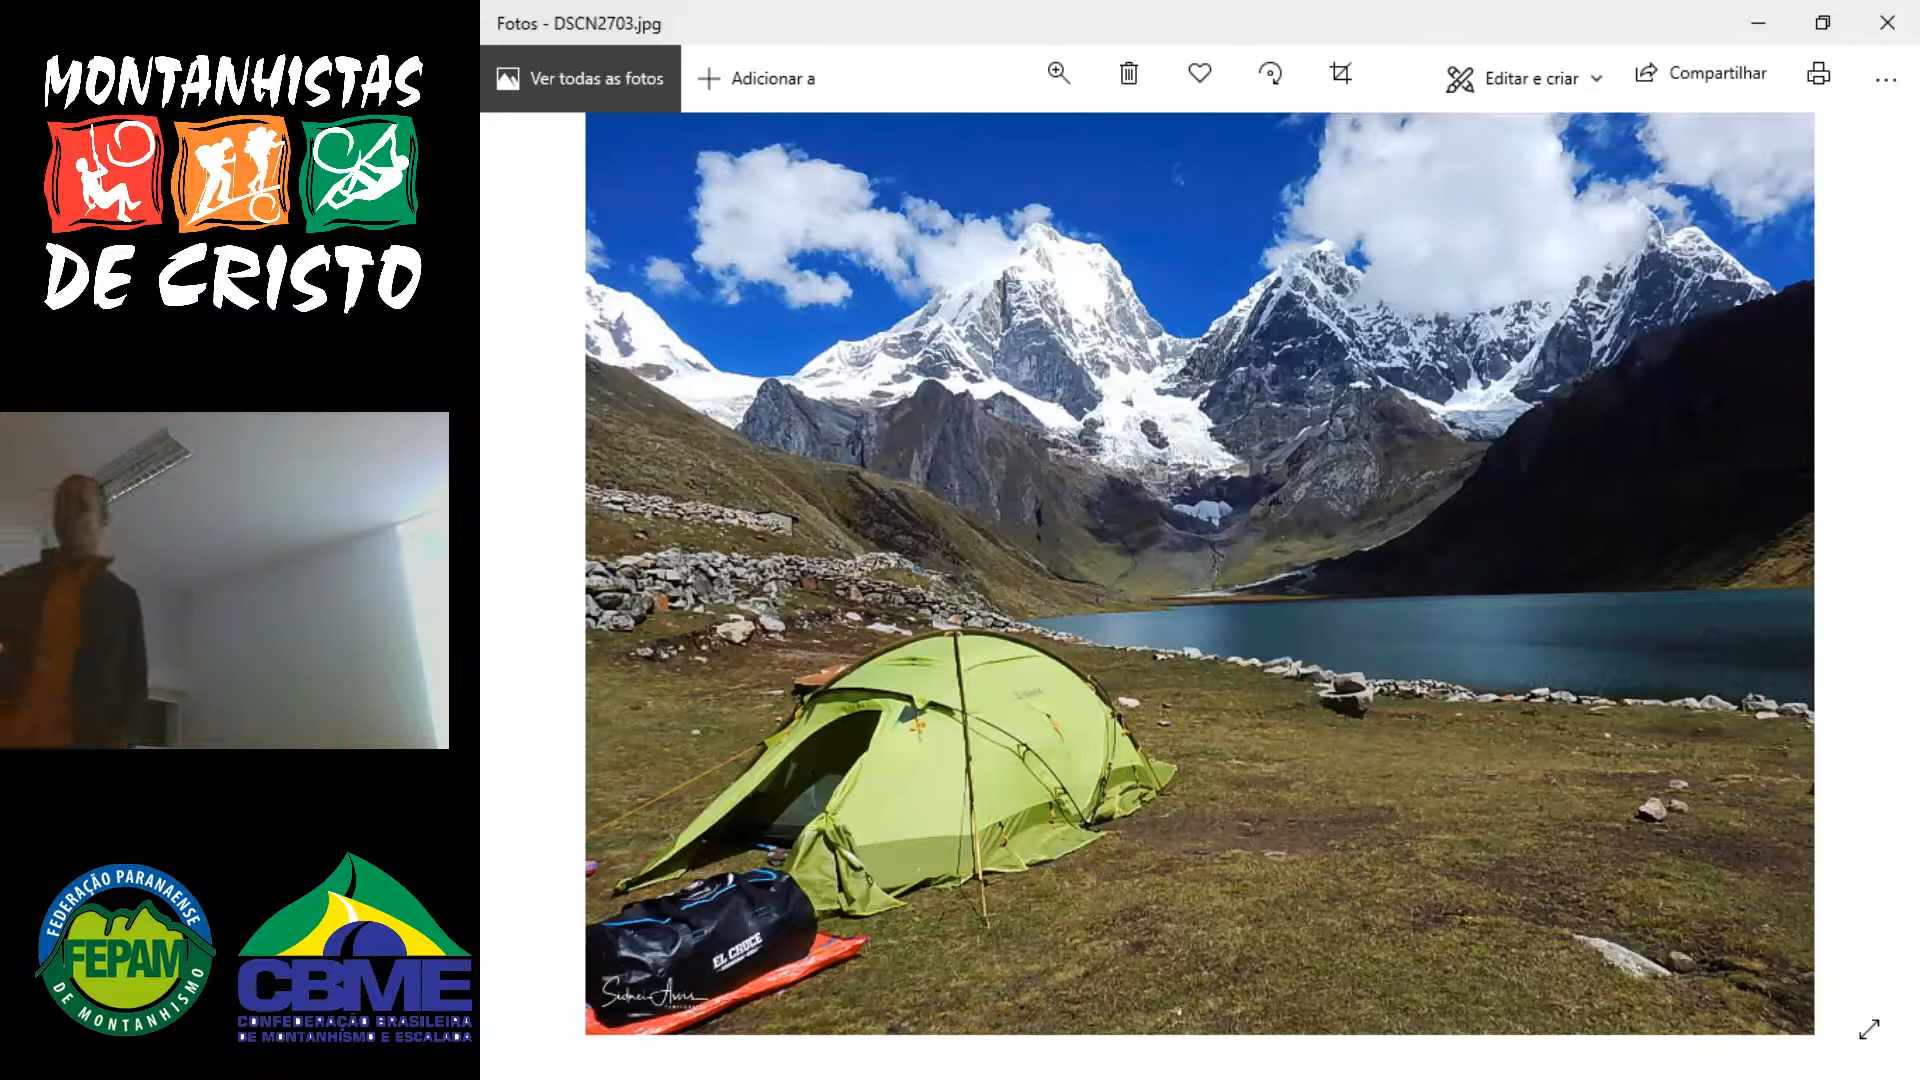 MONTANHISTAS
DE CRISTO
FEDERAÇÃO PARANAENSE
FEPAM
DE MONTANHISMO
CBME
CONFEDERAÇÃO BRASILEIRA
DE MONTANHISMO E ESCALADA
Fotos - DSCN2703.jpg
Ver todas as fotos
Adicionar a
Editar e criar
Compartilhar
EL CRUCE